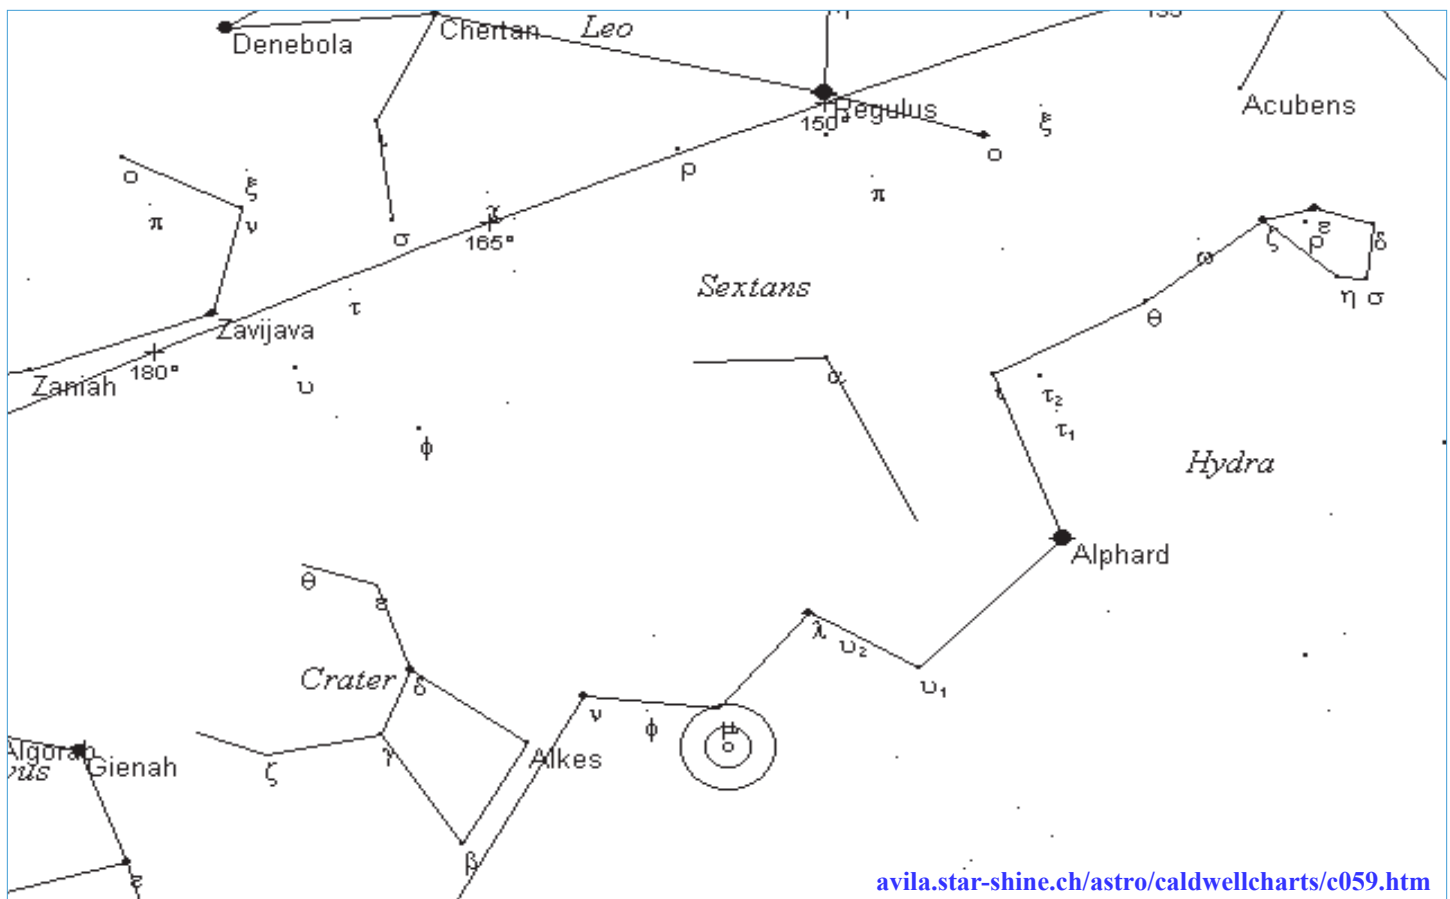 Denebola
Chertan
Leo
Regulus
150°
Acubens
ο
ξ
ρ
π
ο
π
ξ
ν
σ
165°
Sextans
ω
ζ
ε
ρ
δ
η
σ
θ
τ
Zavijava
180°
Zaniah
υ
φ
α
ι
τ2
τ1
Hydra
Alphard
θ
ε
Crater
δ
λ
υ2
υ1
ν
φ
μ
Algorab
Gienah
ζ
γ
Alkes
β
ε
avila.star-shine.ch/astro/caldwellcharts/c059.htm